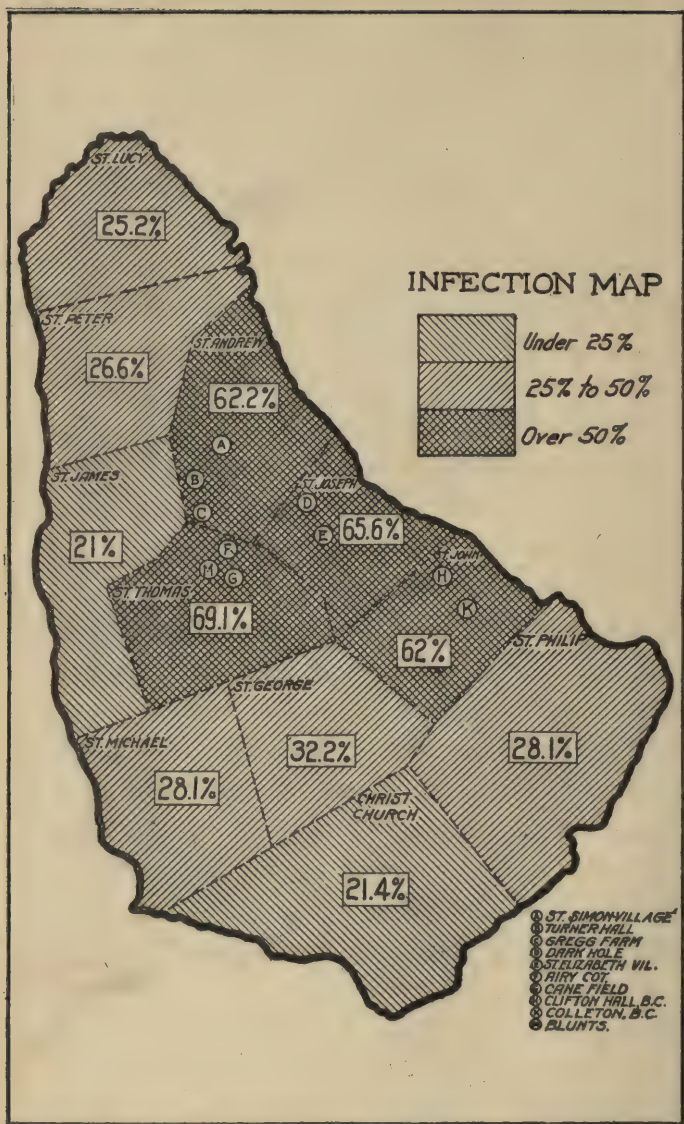 ST. LUCY
25.2%
INFECTION MAP
Under 25%
25% to 50%
Over 50%
ST. PETER
26.6%
ST. ANDREW
62.2%
A
B
C
ST. JAMES
21%
ST. JOSEPH
D
E
65.6%
ST. THOMAS
F
M
G
69.1%
ST. JOHN
H
K
62%
ST. PHILIP
28.1%
ST. GEORGE
32.2%
ST. MICHAEL
28.1%
CHRIST
CHURCH
21.4%
A ST. SIMON VILLAGE
B TURNER HALL
C GREGG FARM
D DARK HOLE
E ST. ELIZABETH VIL.
F AIRY COT.
G CANE FIELD
H CLIFTON HALL, B.C.
K COLLETON, B.C.
M BLUNTS.